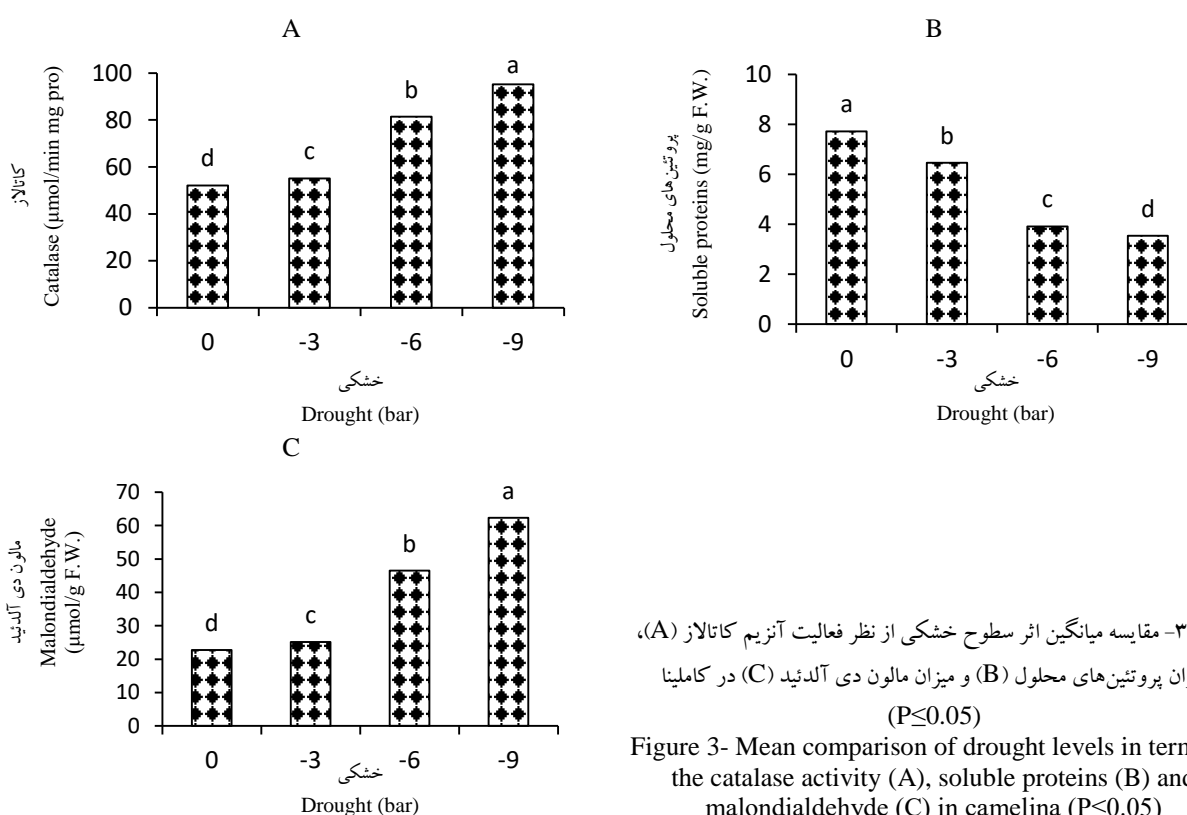 A
کاتالاز
Catalase (µmol/min mg pro)
100
80
60
40
20
0
d
c
b
a
0 -3 -6 -9
خشکی
Drought (bar)
B
پروتئین‌های محلول
Soluble proteins (mg/g F.W.)
10
8
6
4
2
0
a
b
c
d
0 -3 -6 -9
خشکی
Drought (bar)
C
مالون دی آلدئید
Malondialdehyde
(µmol/g F.W.)
70
60
50
40
30
20
10
0
d
c
b
a
0 -3 -6 -9
خشکی
Drought (bar)
۳- مقایسه میانگین اثر سطوح خشکی از نظر فعالیت آنزیم کاتالاز (A)،
پروتئین‌های محلول (B) و میزان مالون دی آلدئید (C) در کاملینا
(P≤0.05)
Figure 3- Mean comparison of drought levels in
the catalase activity (A), soluble proteins (B)
malondialdehyde (C) in camelina (P≤0.05)